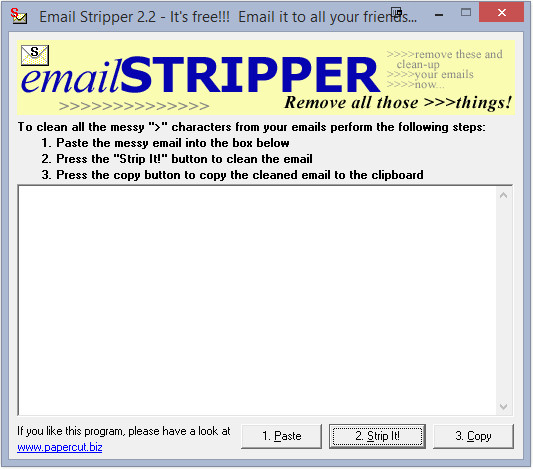 Email Stripper 2.2 - It's free!!!  Email it to all your friends...
S
emailSTRIPPER
>>>>remove these and
clean-up
>>>>your emails
>>>>now...
>>>>>>>>>>>>>>>
Remove all those >>>things!
To clean all the messy ">" characters from your emails perform the following steps:
1. Paste the messy email into the box below
2. Press the "Strip It!" button to clean the email
3. Press the copy button to copy the cleaned email to the clipboard
If you like this program, please have a look at
www.papercut.biz
1. Paste
2. Strip It!
3. Copy